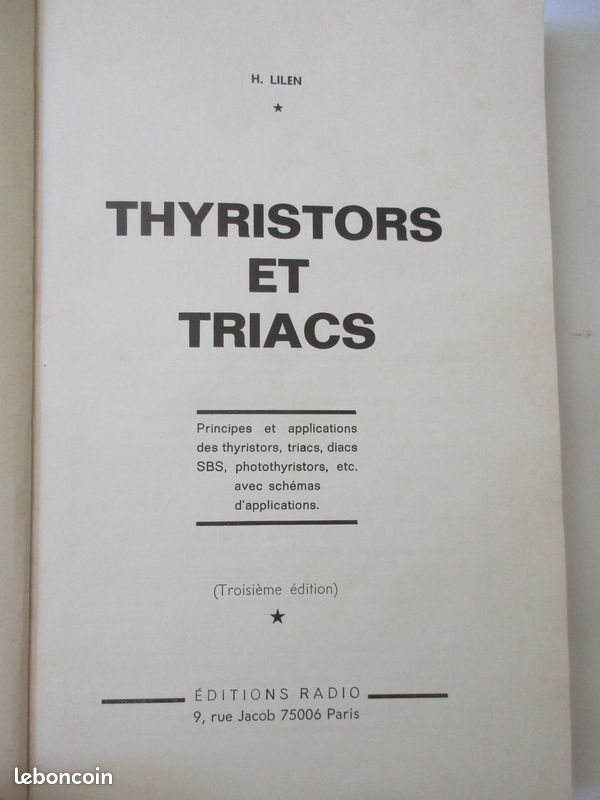 H. LILEN
★
THYRISTORS
ET
TRIACS
Principes et applications
des thyristors, triacs, diacs
SBS, photothyristors, etc.
avec schémas
d'applications.
(Troisième édition)
★
ÉDITIONS RADIO
9, rue Jacob 75006 Paris
leboncoin